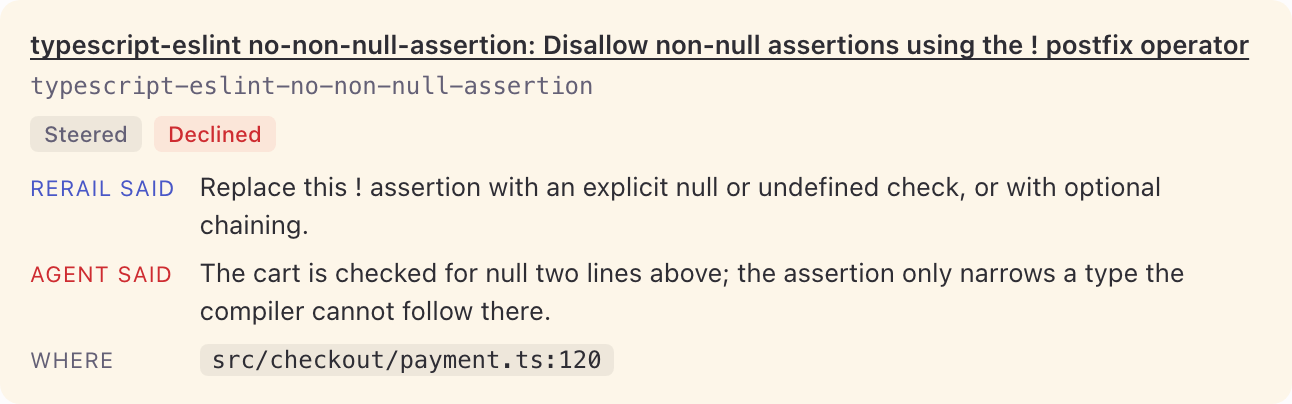 typescript-eslint no-non-null-assertion: Disallow non-null assertions using the ! postfix operator
typescript-eslint-no-non-null-assertion
Steered Declined
RERAIL SAID Replace this ! assertion with an explicit null or undefined check, or with optional
chaining.
AGENT SAID The cart is checked for null two lines above; the assertion only narrows a type the
compiler cannot follow there.
WHERE src/checkout/payment.ts:120